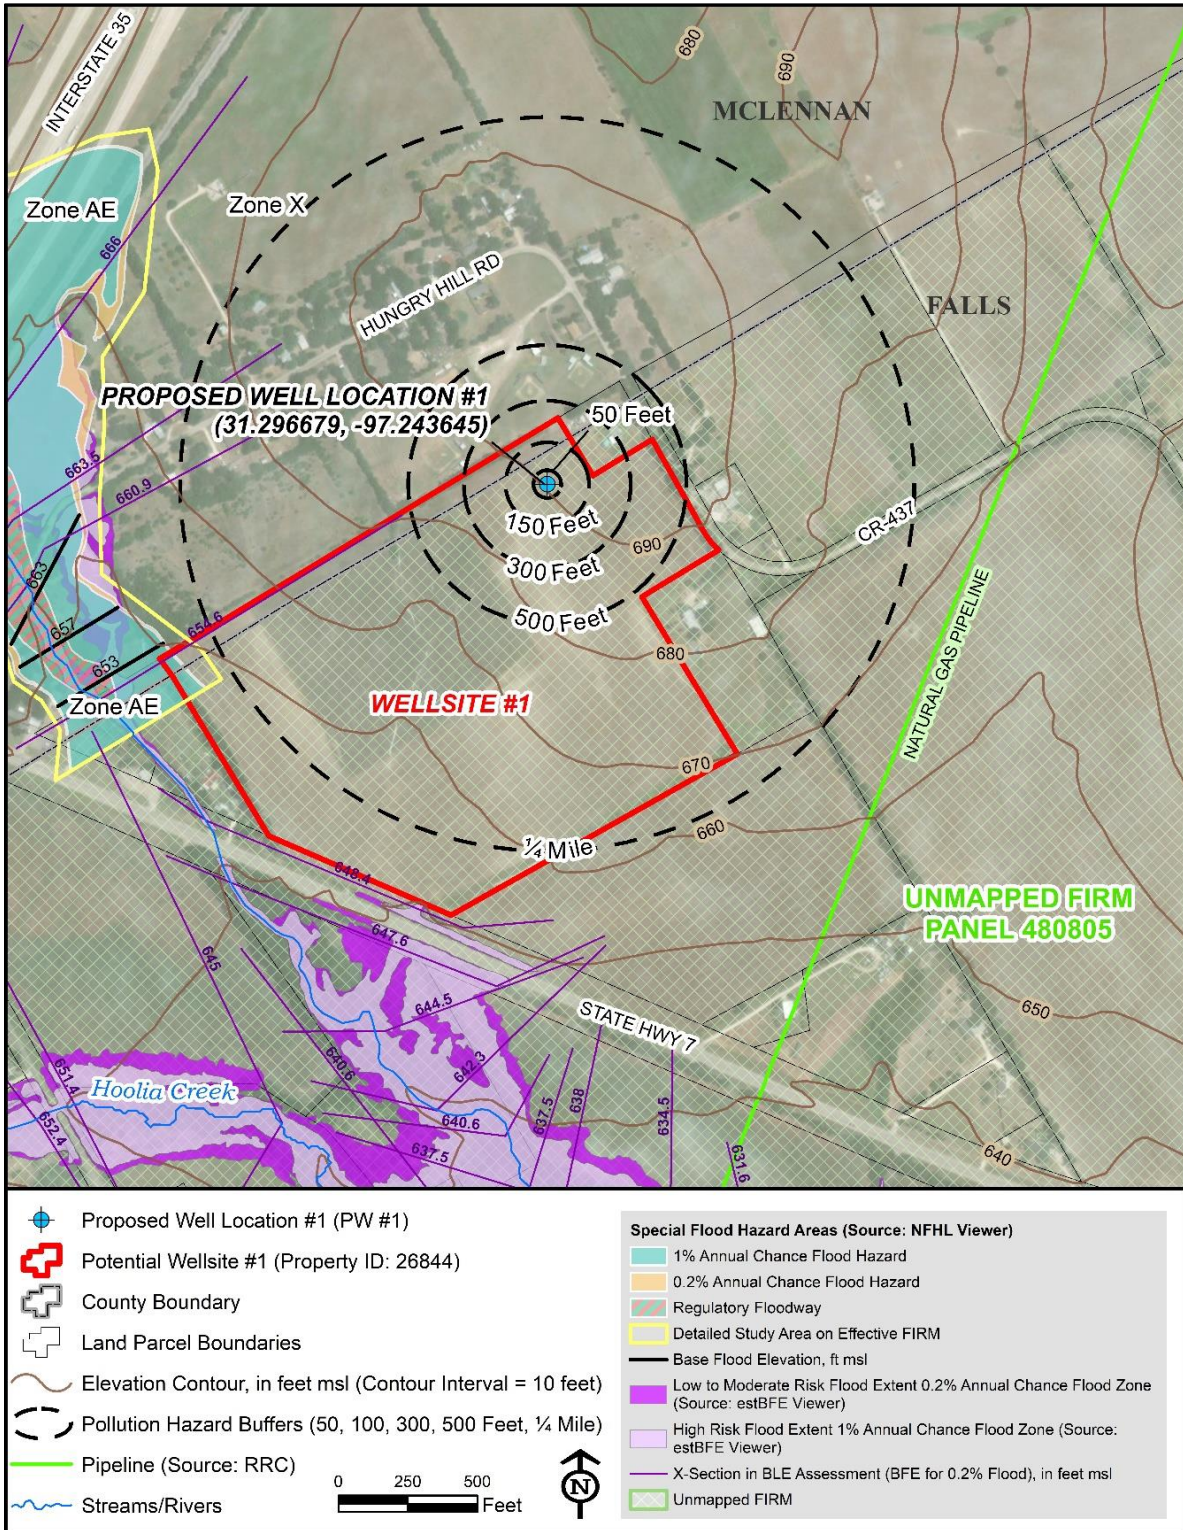 INTERSTATE 35
680
690
MCLENNAN
Zone AE
Zone X
666
HUNGRY HILL RD
FALLS
PROPOSED WELL LOCATION #1
(31.296679, -97.243645)
50 Feet
663.5
660.9
150 Feet
CR-437
690
300 Feet
663
500 Feet
657
654.6
NATURAL GAS PIPELINE
680
653
Zone AE
WELLSITE #1
670
660
¼ Mile
648.4
UNMAPPED FIRM
PANEL 480805
647.6
645
644.5
STATE HWY 7
650
642.3
640.6
651.4
Hoolia Creek
637.5
638
634.5
640.6
652.4
637.5
631.6
640
Proposed Well Location #1 (PW #1)
Potential Wellsite #1 (Property ID: 26844)
County Boundary
Land Parcel Boundaries
Elevation Contour, in feet msl (Contour Interval = 10 feet)
Pollution Hazard Buffers (50, 100, 300, 500 Feet, ¼ Mile)
Pipeline (Source: RRC)
Streams/Rivers
0 250 500
Feet
N
Special Flood Hazard Areas (Source: NFHL Viewer)
1% Annual Chance Flood Hazard
0.2% Annual Chance Flood Hazard
Regulatory Floodway
Detailed Study Area on Effective FIRM
Base Flood Elevation, ft msl
Low to Moderate Risk Flood Extent 0.2% Annual Chance Flood Zone
(Source: estBFE Viewer)
High Risk Flood Extent 1% Annual Chance Flood Zone (Source:
estBFE Viewer)
X-Section in BLE Assessment (BFE for 0.2% Flood), in feet msl
Unmapped FIRM